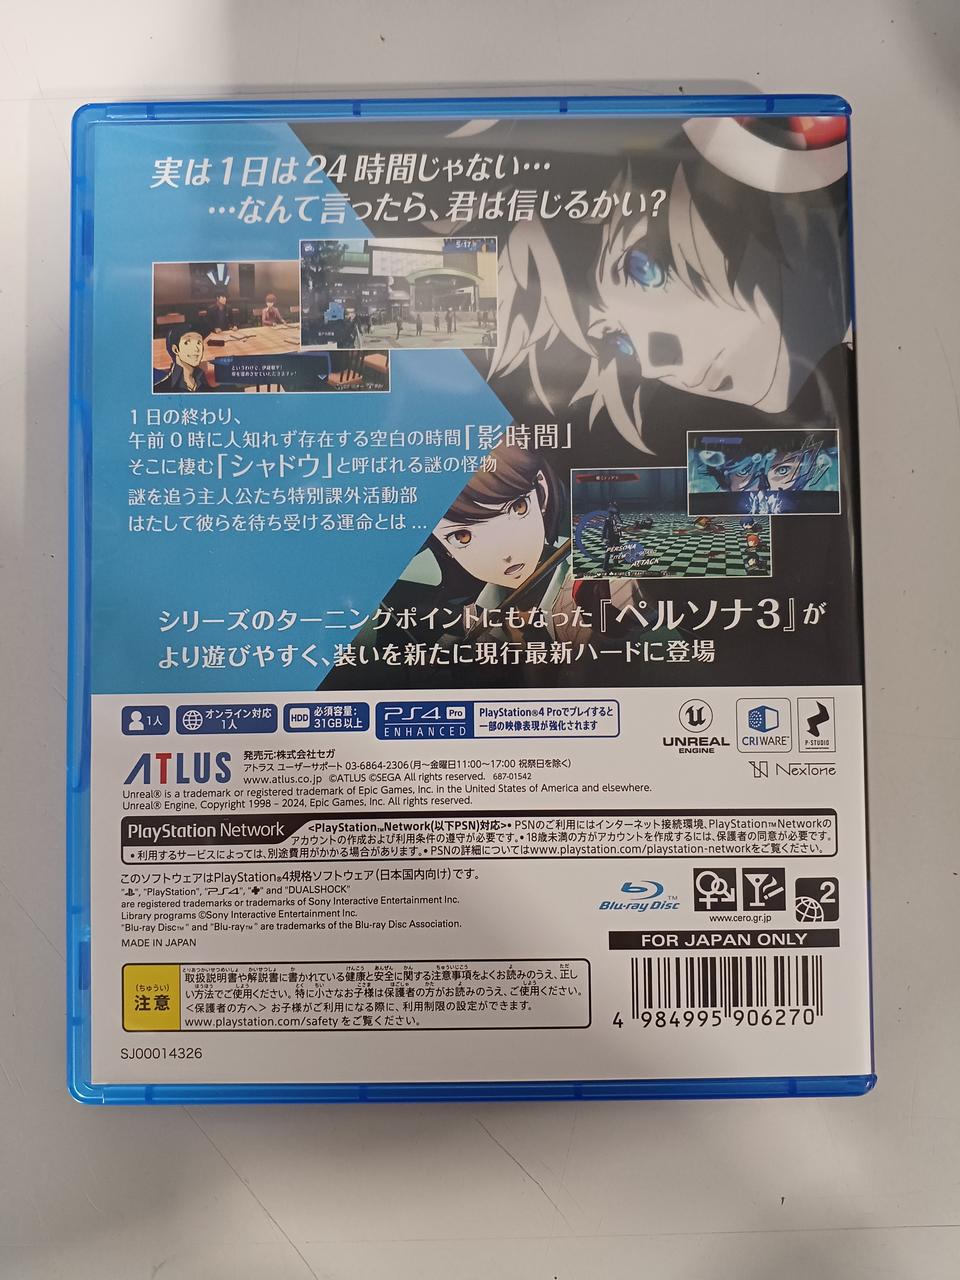 実は1日は24時間じゃない…
…なんて言ったら、君は信じるかい?
5/17
というわけで、伊織順平!
1日の終わり、
午前0時に人知れず存在する空白の時間「影時間」
そこに棲む「シャドウ」と呼ばれる謎の怪物
謎を追う主人公たち特別課外活動部
はたして彼らを待ち受ける運命とは…
PERSONA
ITEM
GUARD
ATTACK
シリーズのターニングポイントにもなった『ペルソナ3』が
より遊びやすく、装いを新たに現行最新ハードに登場
1人
オンライン対応
1人
HDD
必須容量:
31GB以上
PS4 Pro
ENHANCED
PlayStation®4 Proでプレイすると
一部の映像表現が強化されます
UNREAL
ENGINE
CRIWARE™
P-STUDIO
ATLUS
発売元:株式会社セガ
アトラス ユーザーサポート 03-6864-2306(月〜金曜日11:00〜17:00 祝祭日を除く)
www.atlus.co.jp ©ATLUS ©SEGA All rights reserved. 687-01542
NexTone
Unreal® is a trademark or registered trademark of Epic Games, Inc. in the United States of America and elsewhere.
Unreal® Engine, Copyright 1998 – 2024, Epic Games, Inc. All rights reserved.
PlayStation Network
<PlayStation™Network(以下PSN)対応>• PSNのご利用にはインターネット接続環境、PlayStation™Networkの
アカウントの作成および利用条件の遵守が必要です。• 18歳未満の方がアカウントを作成するには、保護者の同意が必要です。
• 利用するサービスによっては、別途費用がかかる場合があります。• PSNの詳細についてはwww.playstation.com/playstation-networkをご覧ください。
このソフトウェアはPlayStation®4規格ソフトウェア(日本国内向け)です。
"PlayStation", "PS4", and "DUALSHOCK"
are registered trademarks or trademarks of Sony Interactive Entertainment Inc.
Library programs ©Sony Interactive Entertainment Inc.
"Blu-ray Disc™" and "Blu-ray™" are trademarks of the Blu-ray Disc Association.
MADE IN JAPAN
Blu-ray Disc™
www.cero.gr.jp
2
FOR JAPAN ONLY
(ちゅうい)
注意
取扱説明書や解説書に書かれている健康と安全に関する注意事項をよくお読みのうえ、正し
い方法でご使用ください。特に小さなお子様は保護者の方がお読みのうえ、ご使用ください。
<保護者の方へ> お子様がご利用になる際に、利用制限の設定ができます。
www.playstation.com/safety をご覧ください。
4 984995 906270
SJ00014326